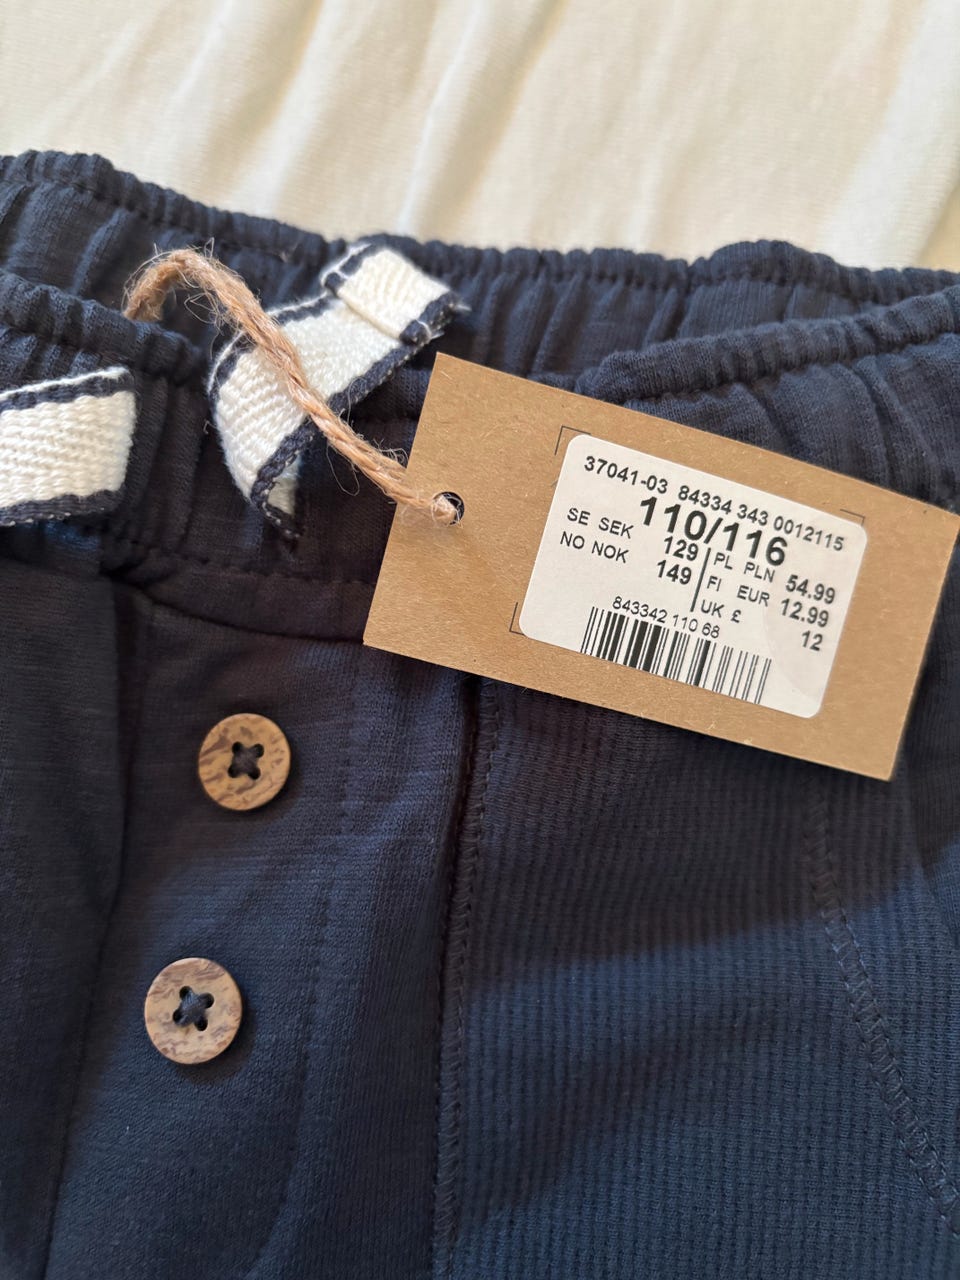 37041-03 84334 343 0012115
110/116
SE SEK 129 PL PLN 54.99
NO NOK 149 FI EUR 12.99
UK £ 12
843342 110 68